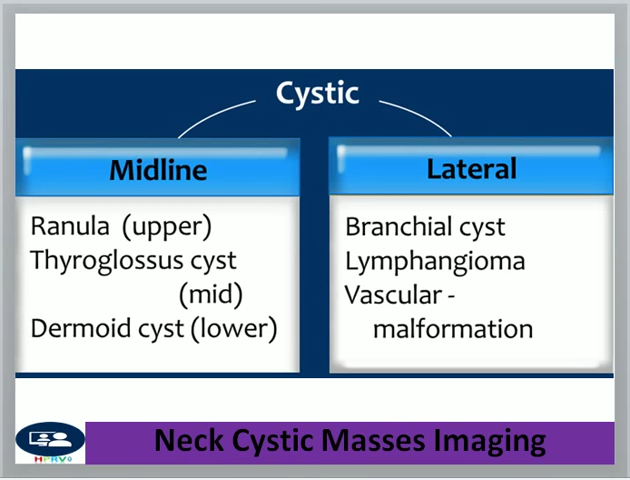 Cystic
Midline
Ranula (upper)
Thyroglossus cyst
(mid)
Dermoid cyst (lower)
Lateral
Branchial cyst
Lymphangioma
Vascular -
malformation
HPRV
Neck Cystic Masses Imaging